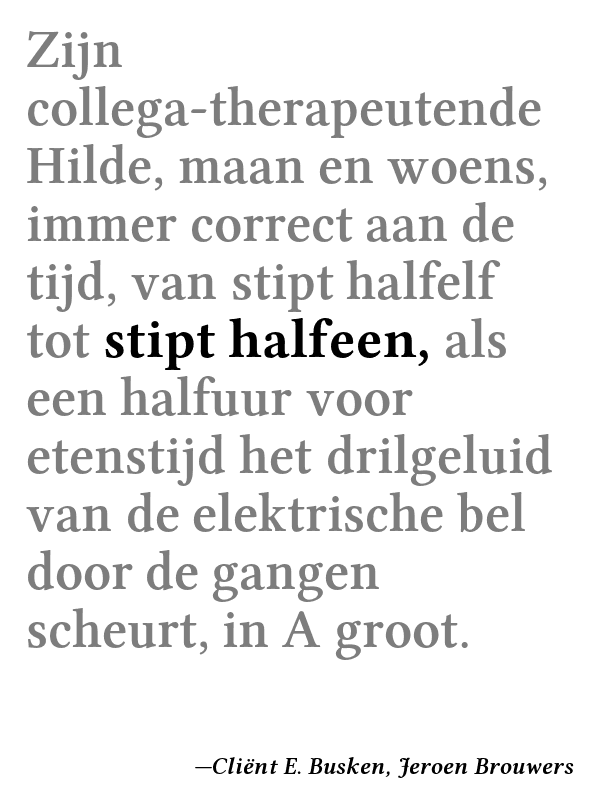 Zijn
collega-therapeutende
Hilde, maan en woens,
immer correct aan de
tijd, van stipt halfelf
tot stipt halfeen, als
een halfuur voor
etenstijd het drilgeluid
van de elektrische bel
door de gangen
scheurt, in A groot.
—Cliënt E. Busken, Jeroen Brouwers